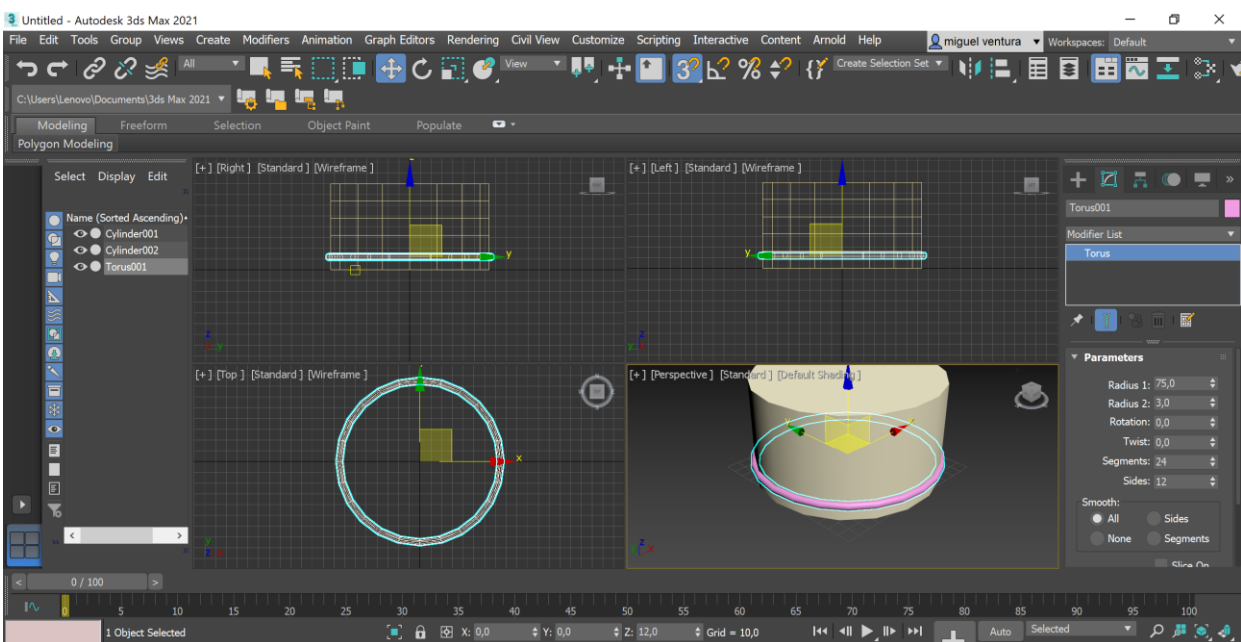 3 Untitled - Autodesk 3ds Max 2021
File Edit Tools Group Views Create Modifiers Animation Graph Editors Rendering Civil View Customize Scripting Interactive Content Arnold Help miguel ventura Workspaces: Default
All View 3 Create Selection Set
C:\Users\Lenovo\Documents\3ds Max 2021
Modeling Freeform Selection Object Paint Populate
Polygon Modeling
Select Display Edit
Name (Sorted Ascending)
Cylinder001
Cylinder002
Torus001
[+] [Right] [Standard] [Wireframe]
y
z
y
[+] [Left] [Standard] [Wireframe]
y
z
y
[+] [Top] [Standard] [Wireframe]
x
y
z x
[+] [Perspective] [Standard] [Default Shading]
z
y x
Torus001
Modifier List
Torus
Parameters
Radius 1: 75,0
Radius 2: 3,0
Rotation: 0,0
Twist: 0,0
Segments: 24
Sides: 12
Smooth:
All Sides
None Segments
Slice On
< >
< 0 / 100 >
0 5 10 15 20 25 30 35 40 45 50 55 60 65 70 75 80 85 90 95 100
1 Object Selected X: 0,0 Y: 0,0 Z: 12,0 Grid = 10,0 Auto Selected